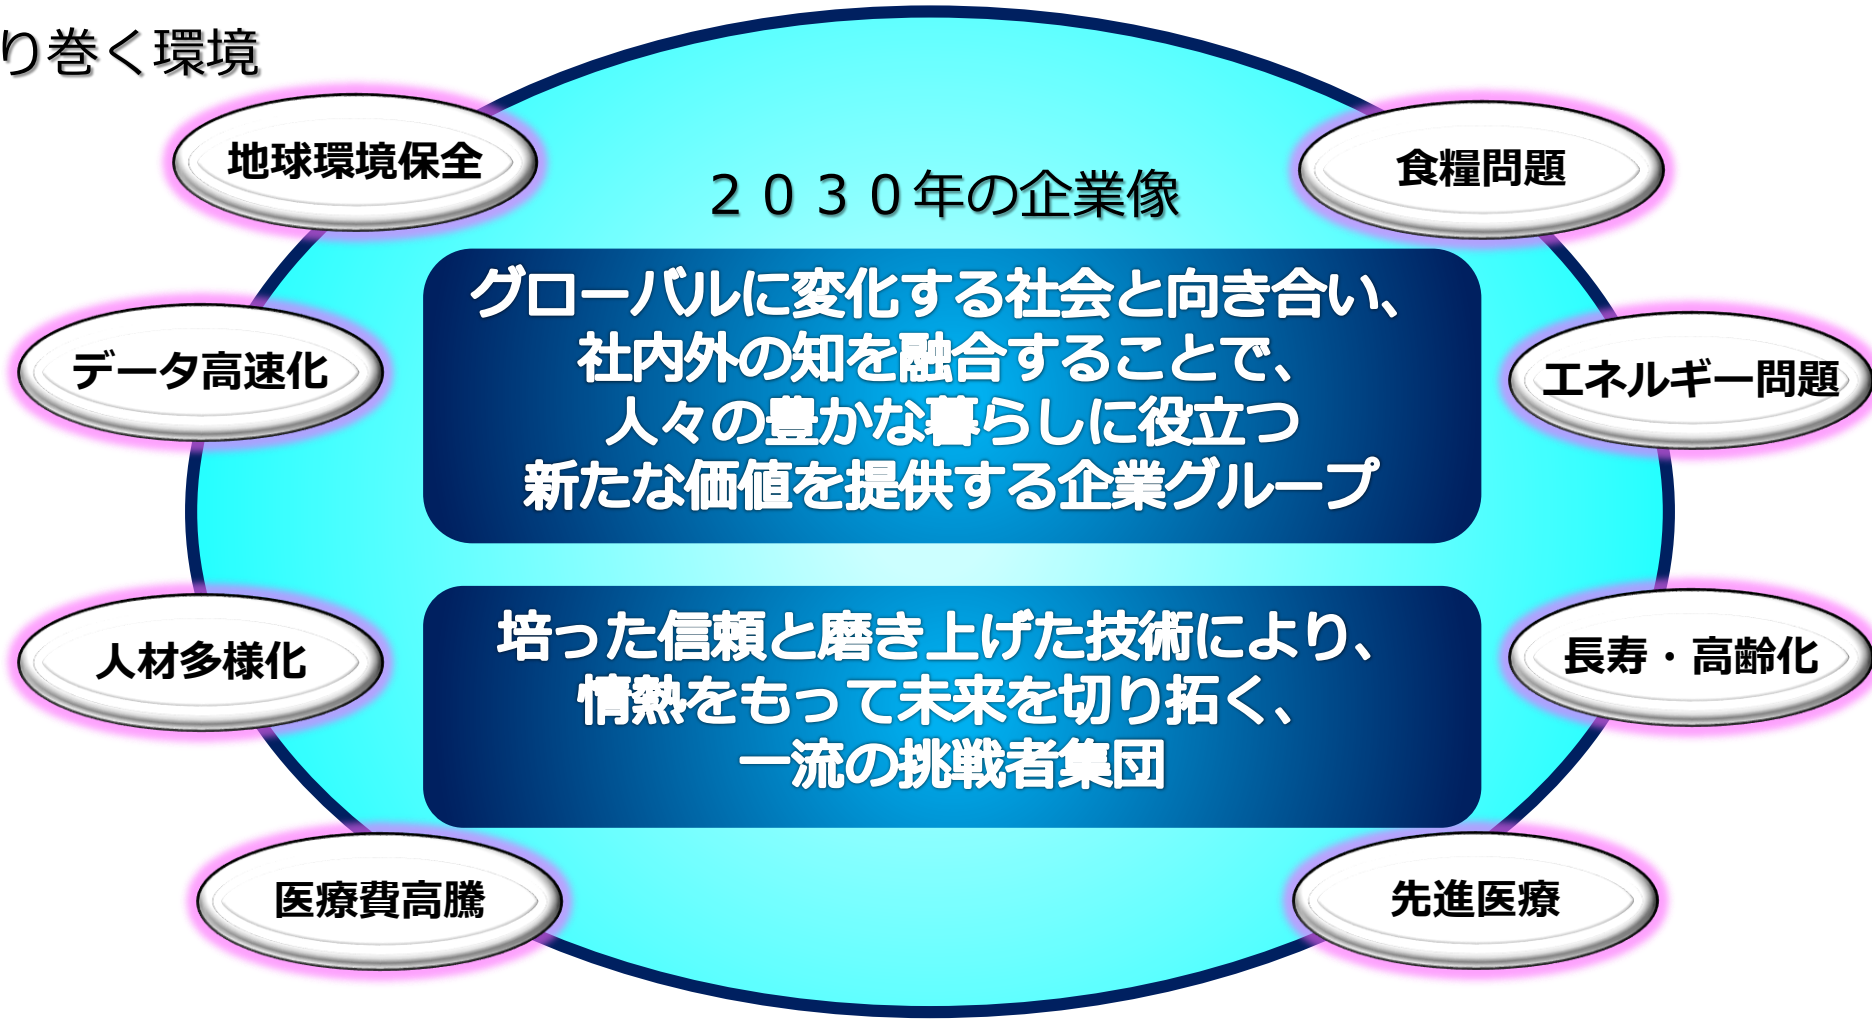 り巻く環境
地球環境保全
食糧問題
２０３０年の企業像
グローバルに変化する社会と向き合い、
社内外の知を融合することで、
人々の豊かな暮らしに役立つ
新たな価値を提供する企業グループ
データ高速化
エネルギー問題
培った信頼と磨き上げた技術により、
情熱をもって未来を切り拓く、
一流の挑戦者集団
人材多様化
長寿・高齢化
医療費高騰
先進医療